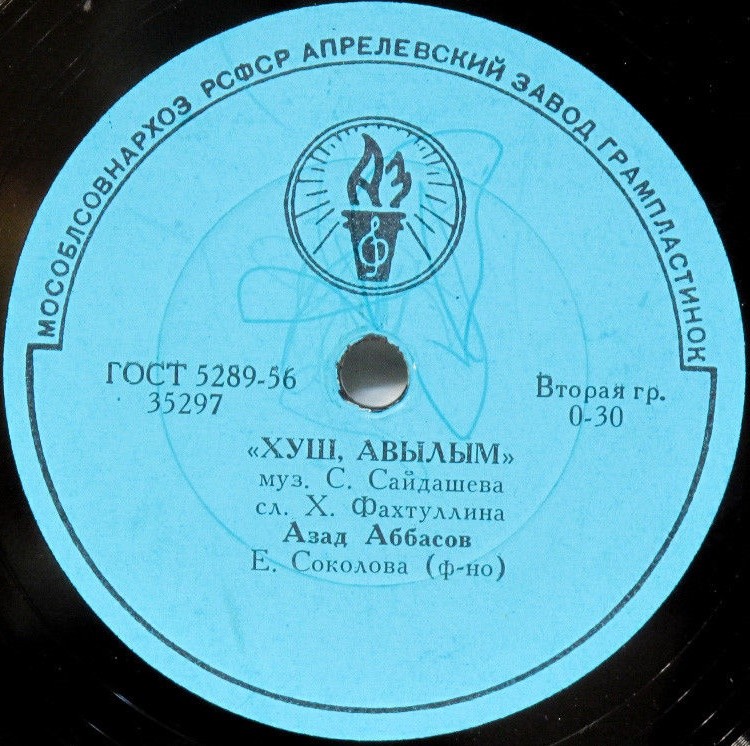 МОСОБЛСОВНАРХОЗ РСФСР АПРЕЛЕВСКИЙ ЗАВОД ГРАМПЛАСТИНОК
АЗ
ГОСТ 5289-56
35297
Вторая гр.
0-30
«ХУШ, АВЫЛЫМ»
муз. С. Сайдашева
сл. Х. Фахтуллина
Азад Аббасов
Е. Соколова (ф-но)